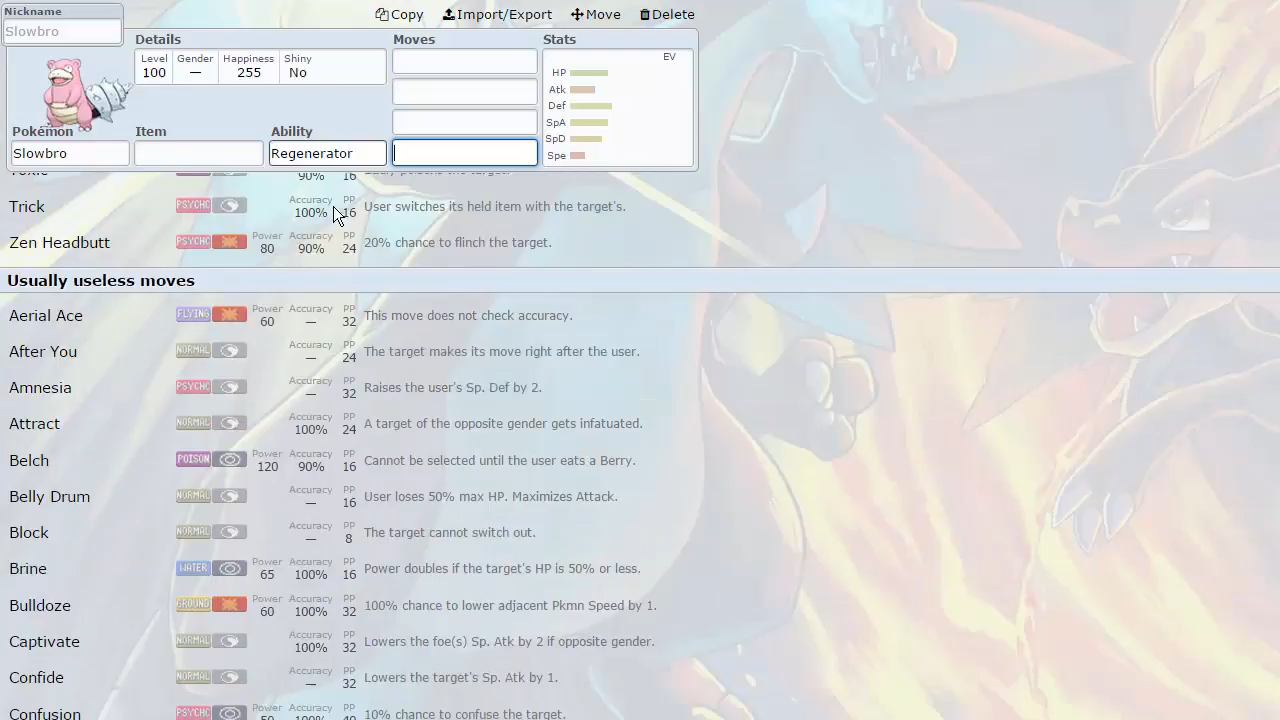 Nickname
Slowbro
Copy Import/Export Move Delete
Details
Level Gender Happiness Shiny
100 — 255 No
Moves
Stats
EV
HP
Atk
Def
SpA
SpD
Spe
Pokémon Item Ability
Slowbro Regenerator
90% 16
Trick PSYCHC Accuracy 100% PP 16 User switches its held item with the target's.
Zen Headbutt PSYCHC Power 80 Accuracy 90% PP 24 20% chance to flinch the target.
Usually useless moves
Aerial Ace FLYING Power 60 Accuracy — PP 32 This move does not check accuracy.
After You NORMAL Accuracy — PP 24 The target makes its move right after the user.
Amnesia PSYCHC Accuracy — PP 32 Raises the user's Sp. Def by 2.
Attract NORMAL Accuracy 100% PP 24 A target of the opposite gender gets infatuated.
Belch POISON Power 120 Accuracy 90% PP 16 Cannot be selected until the user eats a Berry.
Belly Drum NORMAL Accuracy — PP 16 User loses 50% max HP. Maximizes Attack.
Block NORMAL Accuracy — PP 8 The target cannot switch out.
Brine WATER Power 65 Accuracy 100% PP 16 Power doubles if the target's HP is 50% or less.
Bulldoze GROUND Power 60 Accuracy 100% PP 32 100% chance to lower adjacent Pkmn Speed by 1.
Captivate NORMAL Accuracy 100% PP 32 Lowers the foe(s) Sp. Atk by 2 if opposite gender.
Confide NORMAL Accuracy — PP 32 Lowers the target's Sp. Atk by 1.
Confusion PSYCHC Power 50 Accuracy 100% PP 40 10% chance to confuse the target.